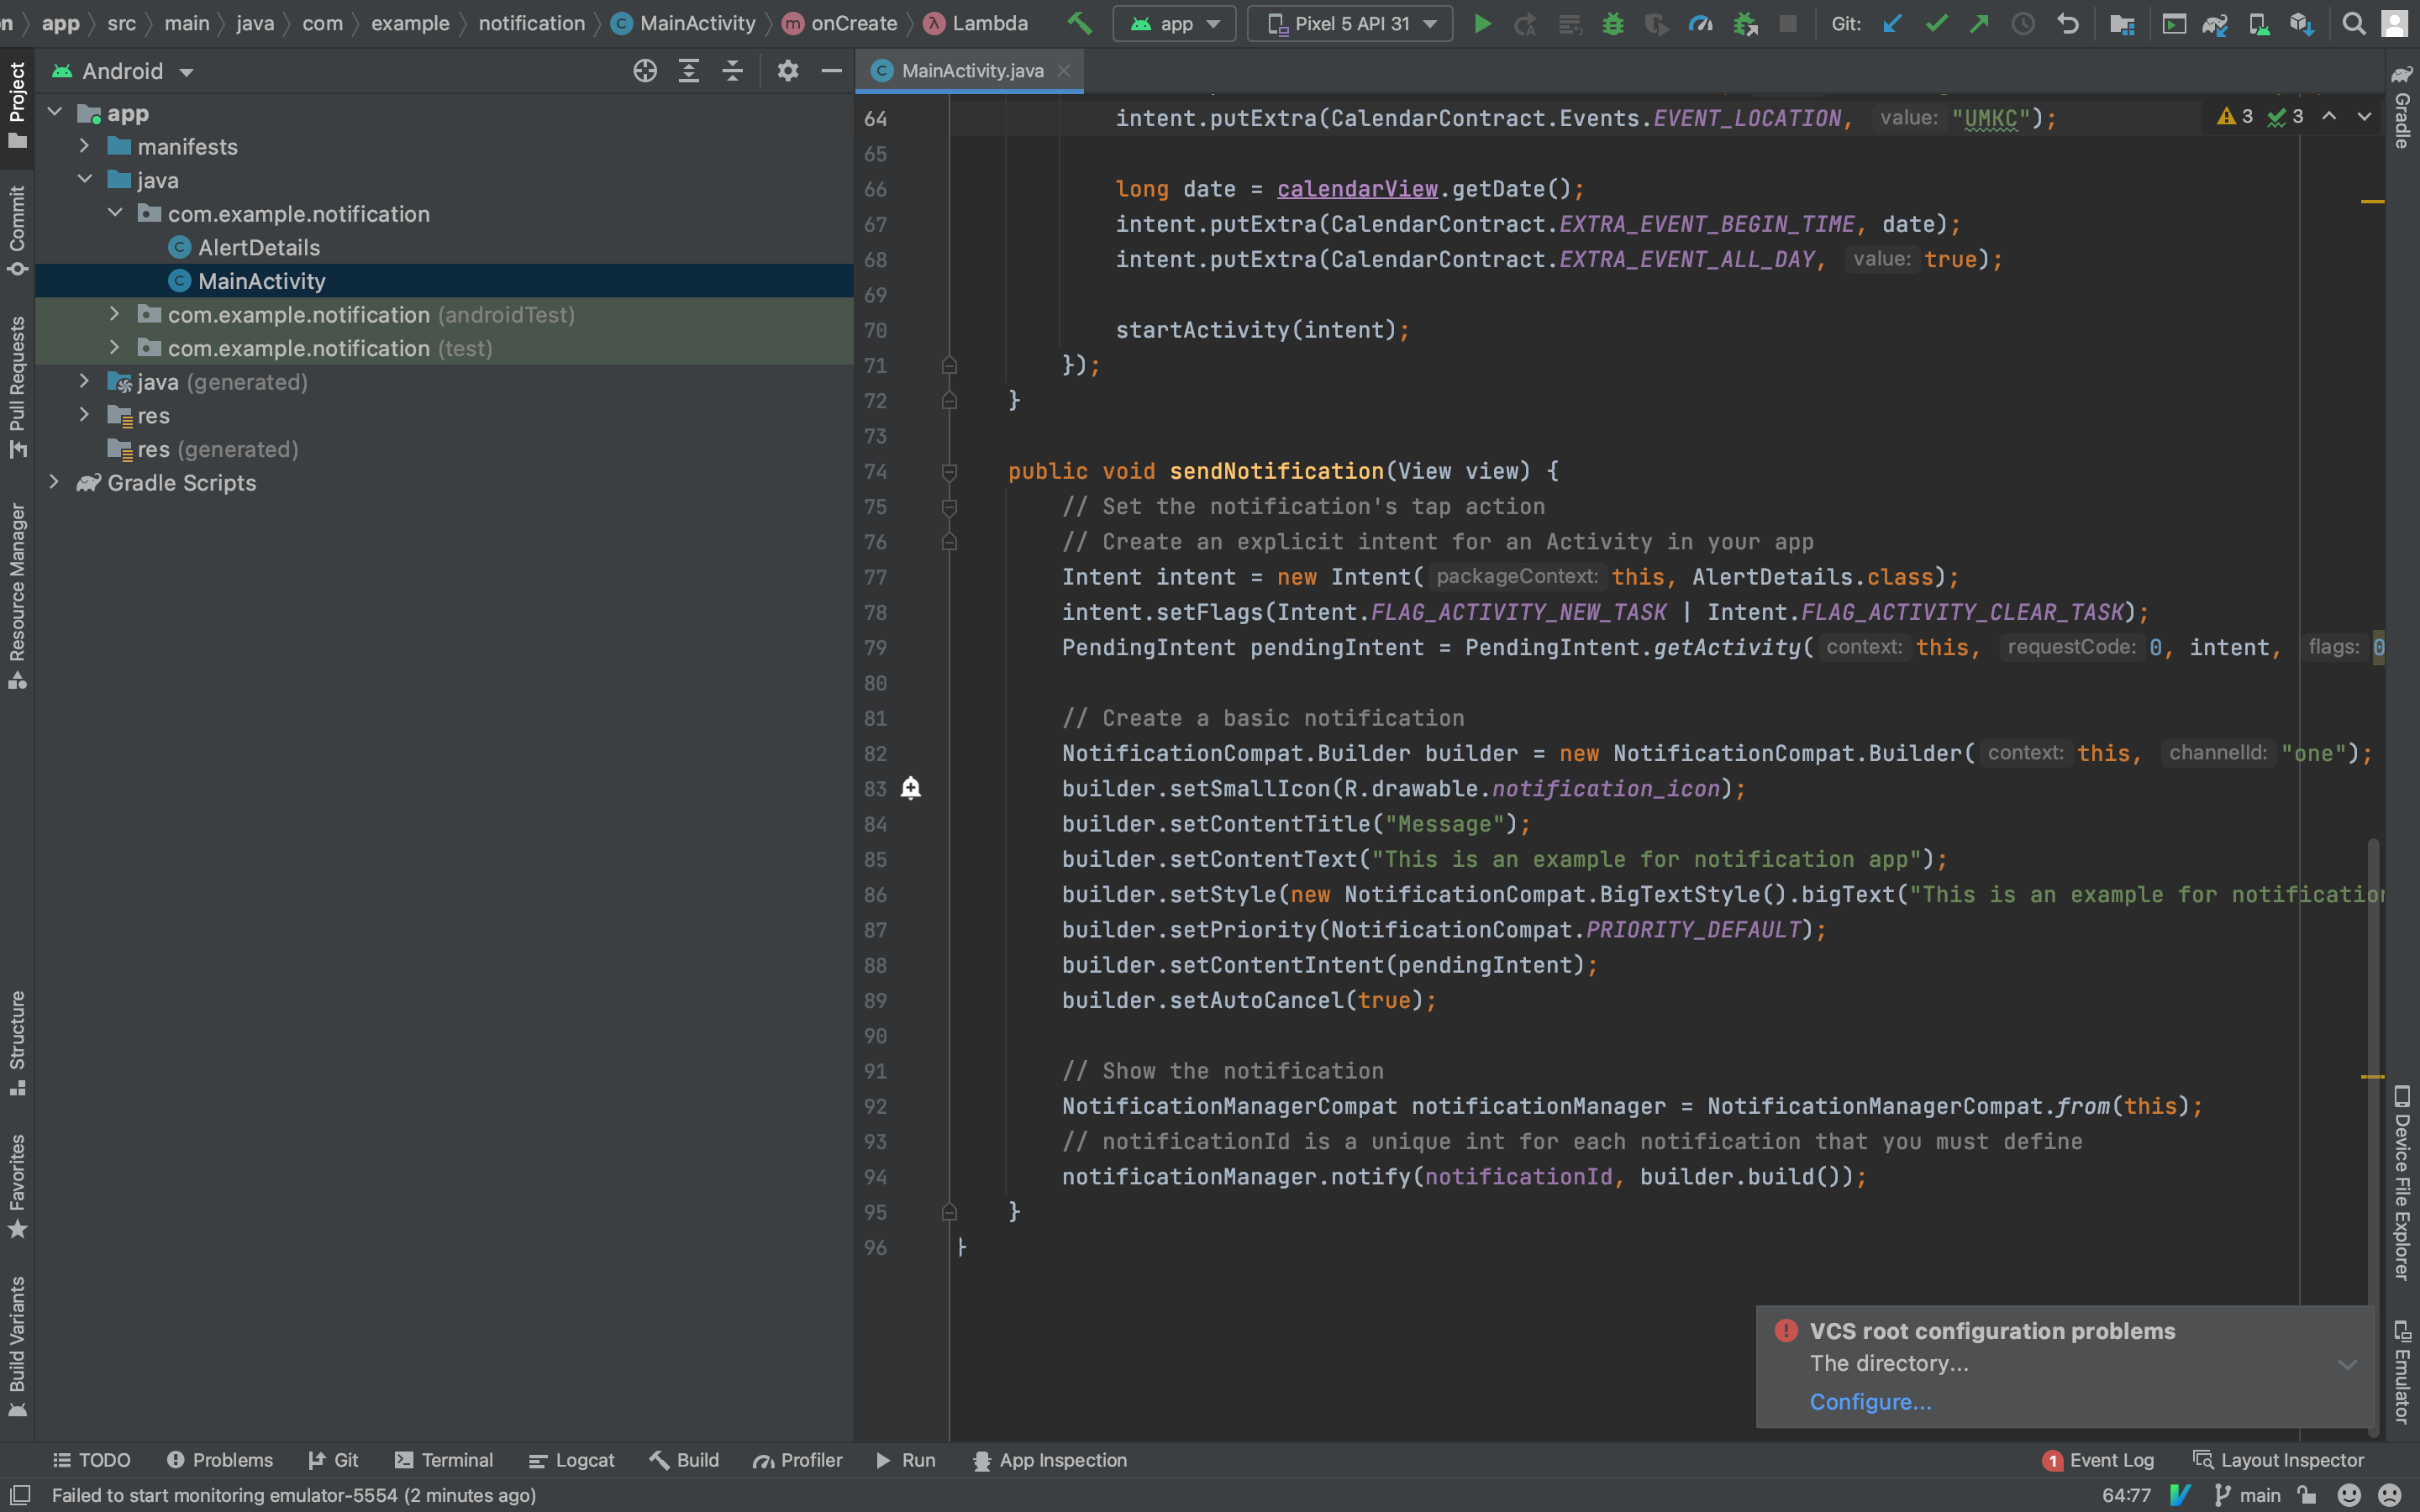 n app src main java com example notification MainActivity onCreate Lambda app Pixel 5 API 31 Git:
Android
MainActivity.java
Project
Commit
Pull Requests
Resource Manager
Structure
Favorites
Build Variants
app
manifests
java
com.example.notification
AlertDetails
MainActivity
com.example.notification (androidTest)
com.example.notification (test)
java (generated)
res
res (generated)
Gradle Scripts
64 intent.putExtra(CalendarContract.Events.EVENT_LOCATION, value: "UMKC");
3 3
65
66 long date = calendarView.getDate();
67 intent.putExtra(CalendarContract.EXTRA_EVENT_BEGIN_TIME, date);
68 intent.putExtra(CalendarContract.EXTRA_EVENT_ALL_DAY, value: true);
69
70 startActivity(intent);
71 });
72 }
73
74 public void sendNotification(View view) {
75 // Set the notification's tap action
76 // Create an explicit intent for an Activity in your app
77 Intent intent = new Intent( packageContext: this, AlertDetails.class);
78 intent.setFlags(Intent.FLAG_ACTIVITY_NEW_TASK | Intent.FLAG_ACTIVITY_CLEAR_TASK);
79 PendingIntent pendingIntent = PendingIntent.getActivity( context: this, requestCode: 0, intent, flags: 0
80
81 // Create a basic notification
82 NotificationCompat.Builder builder = new NotificationCompat.Builder( context: this, channelId: "one");
83 builder.setSmallIcon(R.drawable.notification_icon);
84 builder.setContentTitle("Message");
85 builder.setContentText("This is an example for notification app");
86 builder.setStyle(new NotificationCompat.BigTextStyle().bigText("This is an example for notification
87 builder.setPriority(NotificationCompat.PRIORITY_DEFAULT);
88 builder.setContentIntent(pendingIntent);
89 builder.setAutoCancel(true);
90
91 // Show the notification
92 NotificationManagerCompat notificationManager = NotificationManagerCompat.from(this);
93 // notificationId is a unique int for each notification that you must define
94 notificationManager.notify(notificationId, builder.build());
95 }
96 }
Gradle
Device File Explorer
Emulator
VCS root configuration problems
The directory...
Configure...
TODO Problems Git Terminal Logcat Build Profiler Run App Inspection 1 Event Log Layout Inspector
Failed to start monitoring emulator-5554 (2 minutes ago) 64:77 main